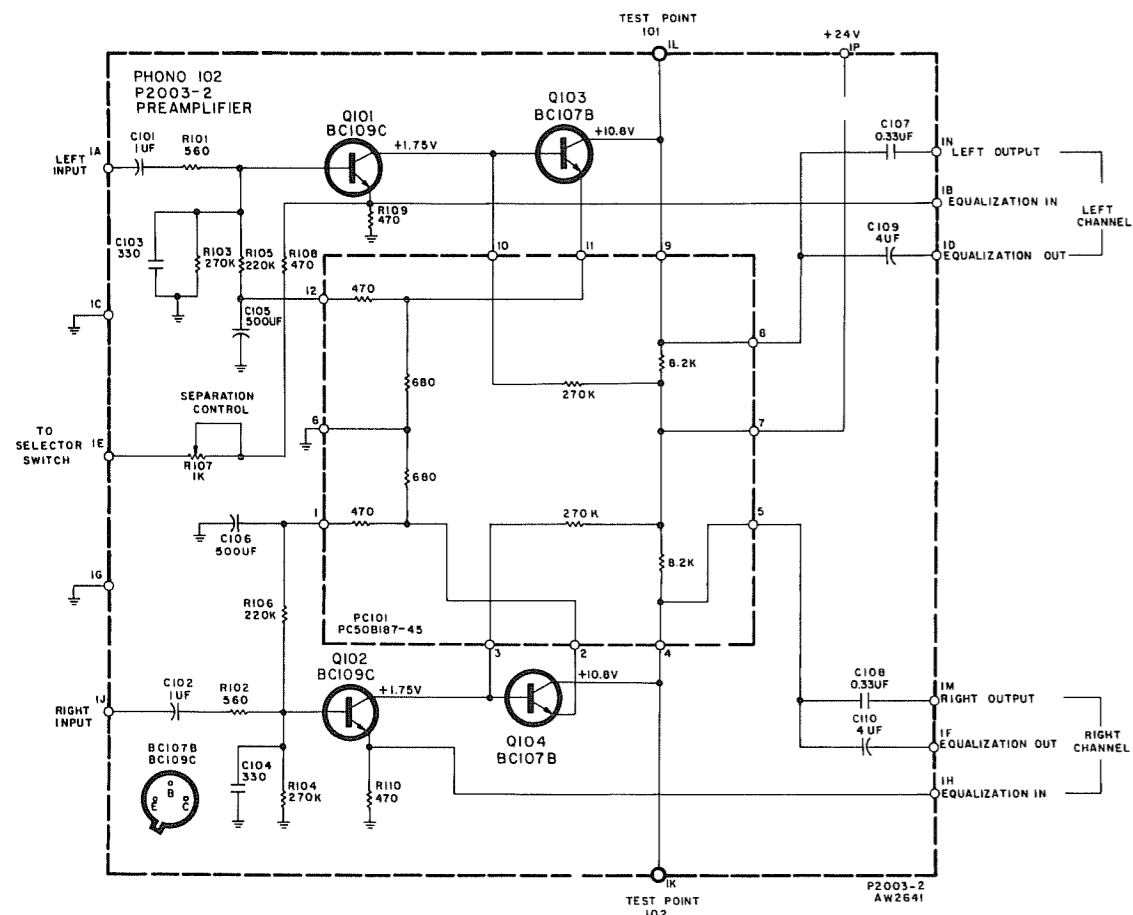 TEST POINT
101
1L
+24V
1P
PHONO 102
P2003-2
PREAMPLIFIER
Q101
BC109C
Q103
BC107B
+10.8V
+1.75V
C101
1UF
R101
560
1A
LEFT
INPUT
C107
0.33UF
1N
LEFT OUTPUT
1B
EQUALIZATION IN
LEFT
CHANNEL
C109
4UF
1D
EQUALIZATION OUT
R109
470
C103
330
R103
270K
R105
220K
R108
470
10
11
9
12
470
C105
500UF
1C
8
8.2K
680
270K
SEPARATION
CONTROL
6
7
TO
SELECTOR
SWITCH
1E
R107
1K
680
1
470
270K
5
C106
500UF
8.2K
1G
R106
220K
PC101
PC50B187-45
3
2
4
Q102
BC109C
+1.75V
+10.8V
C102
1UF
R102
560
1J
RIGHT
INPUT
Q104
BC107B
C108
0.33UF
1M
RIGHT OUTPUT
C110
4UF
1F
EQUALIZATION OUT
RIGHT
CHANNEL
BC107B
BC109C
B
E
C
C104
330
R104
270K
R110
470
1H
EQUALIZATION IN
1K
TEST POINT
102
P2003-2
AW2641